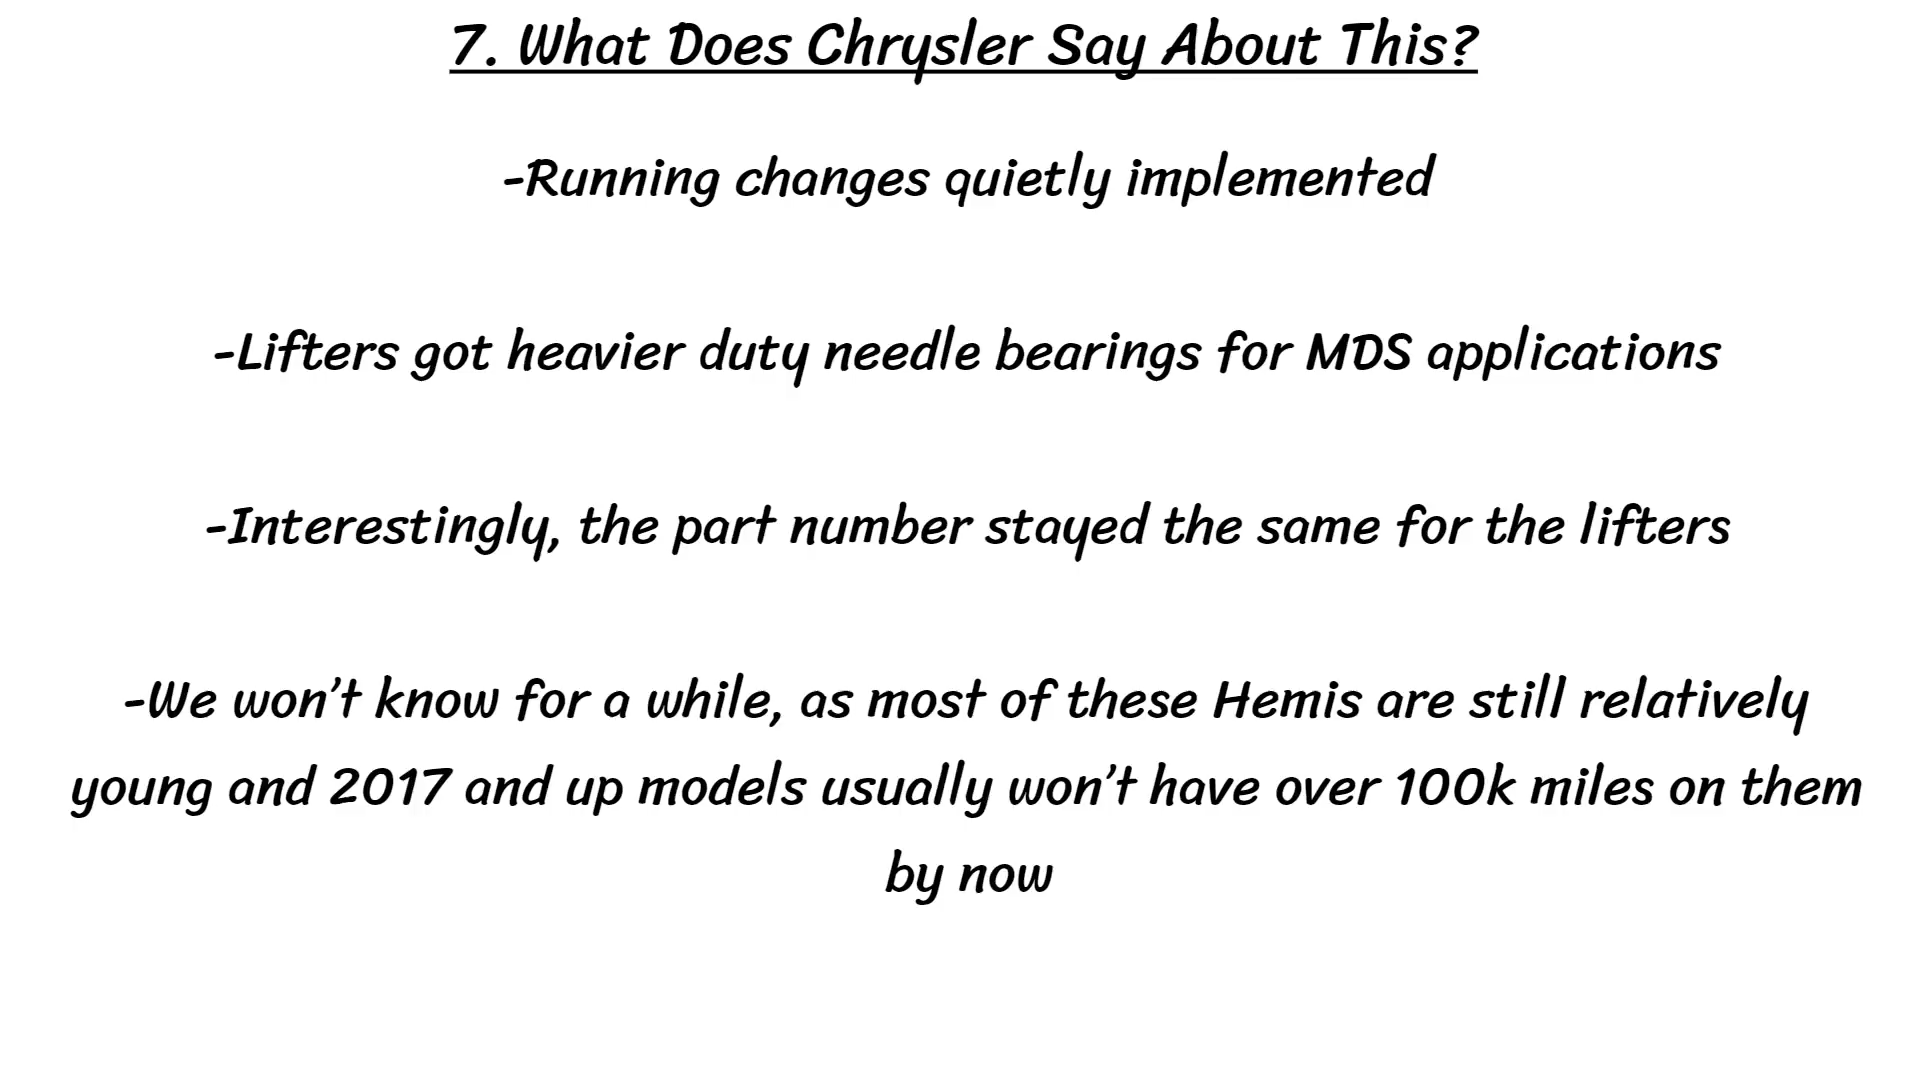 7. What Does Chrysler Say About This?
-Running changes quietly implemented
-Lifters got heavier duty needle bearings for MDS applications
-Interestingly, the part number stayed the same for the lifters
-We won’t know for a while, as most of these Hemis are still relatively
young and 2017 and up models usually won’t have over 100k miles on them
by now